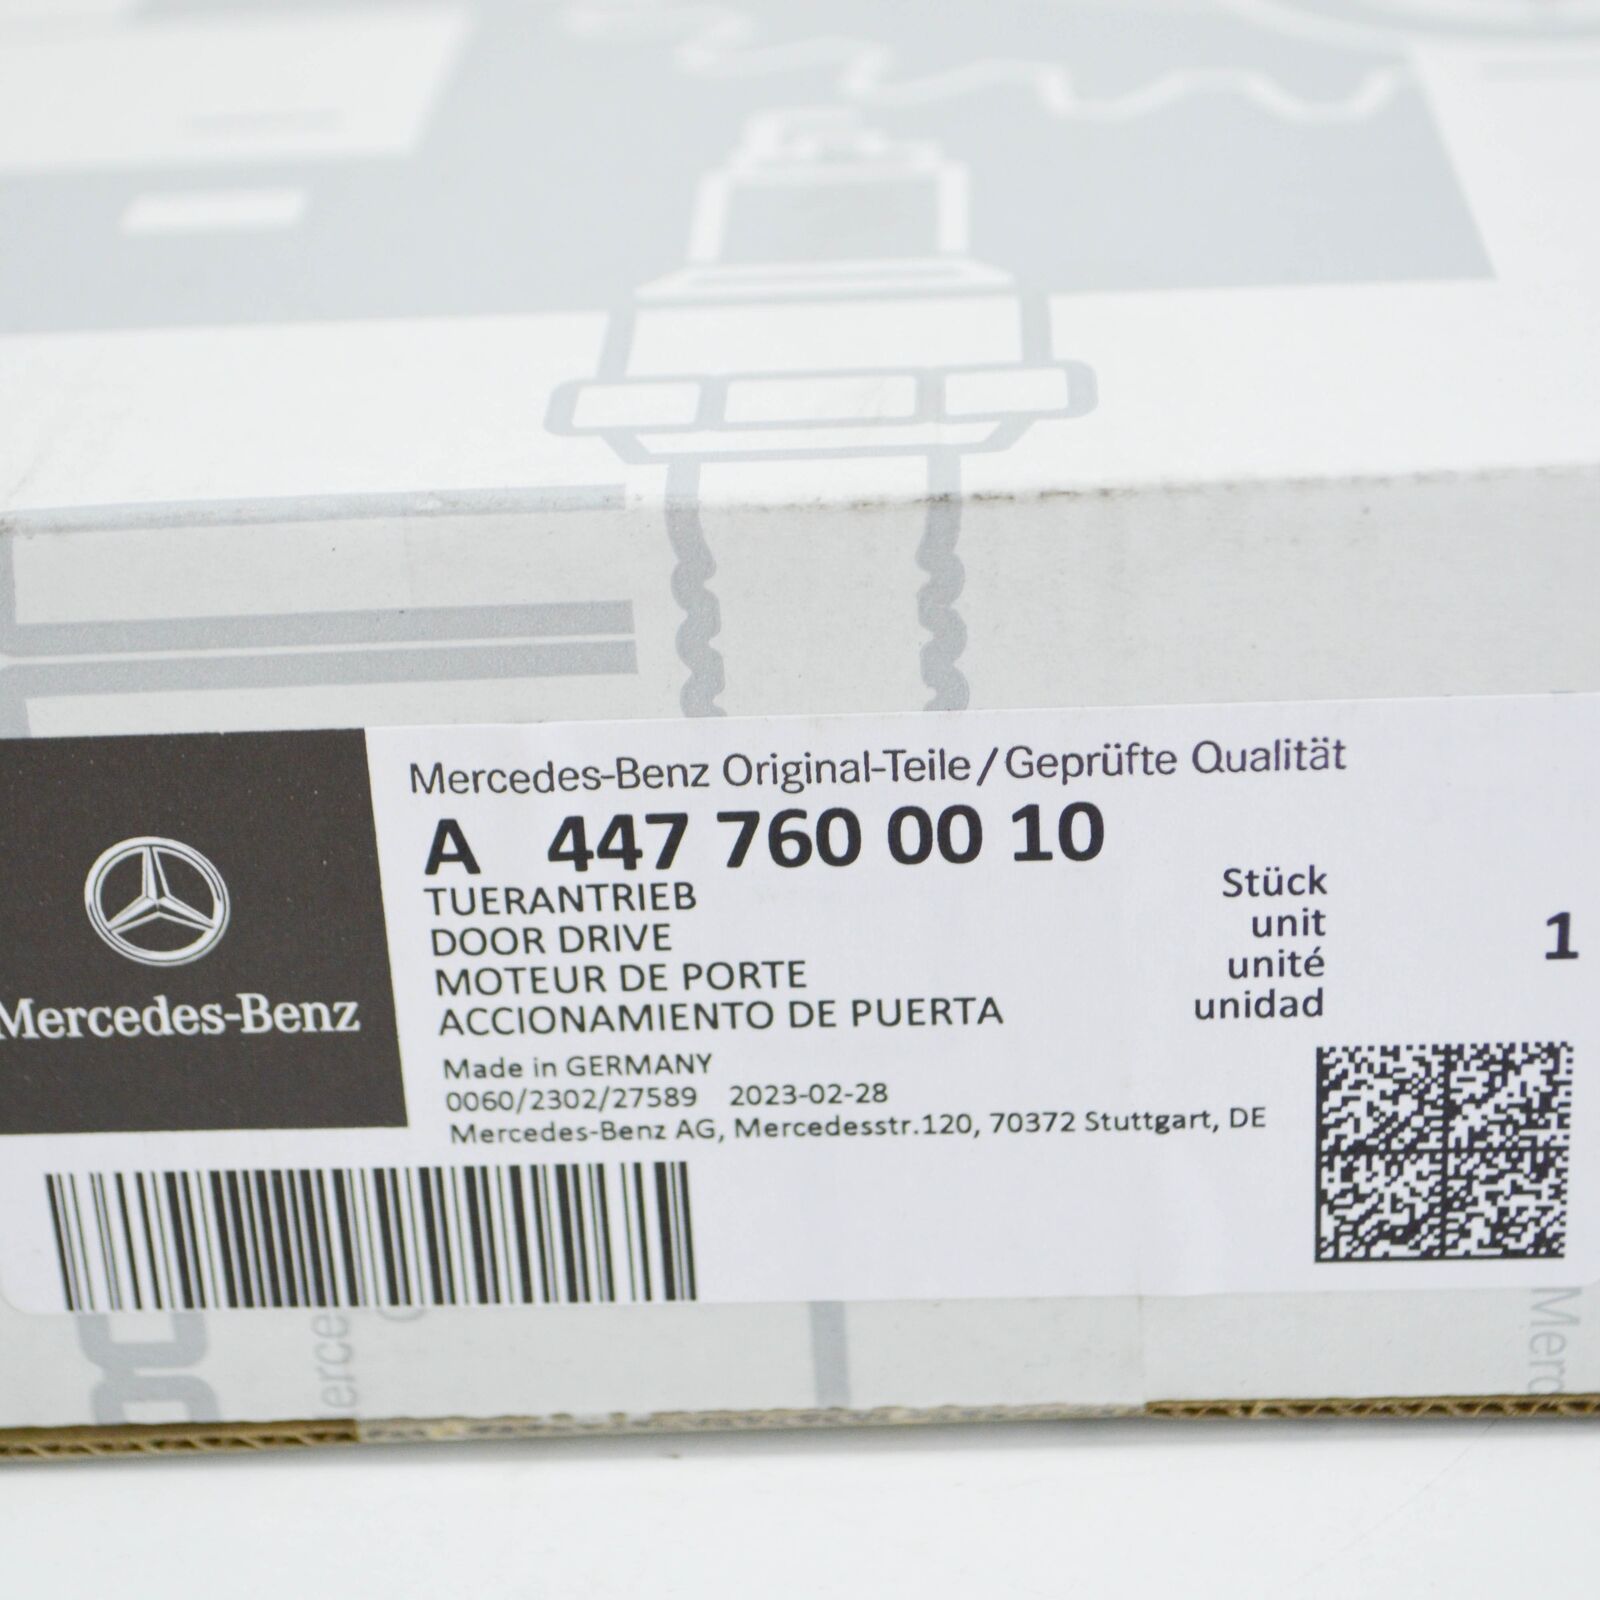 Mercedes-Benz Original-Teile/Geprüfte Qualität
A 447 760 00 10
TUERANTRIEB
DOOR DRIVE
MOTEUR DE PORTE
ACCIONAMIENTO DE PUERTA
Stück
unit
unité
unidad
1
Mercedes-Benz
Made in GERMANY
0060/2302/27589 2023-02-28
Mercedes-Benz AG, Mercedesstr.120, 70372 Stuttgart, DE